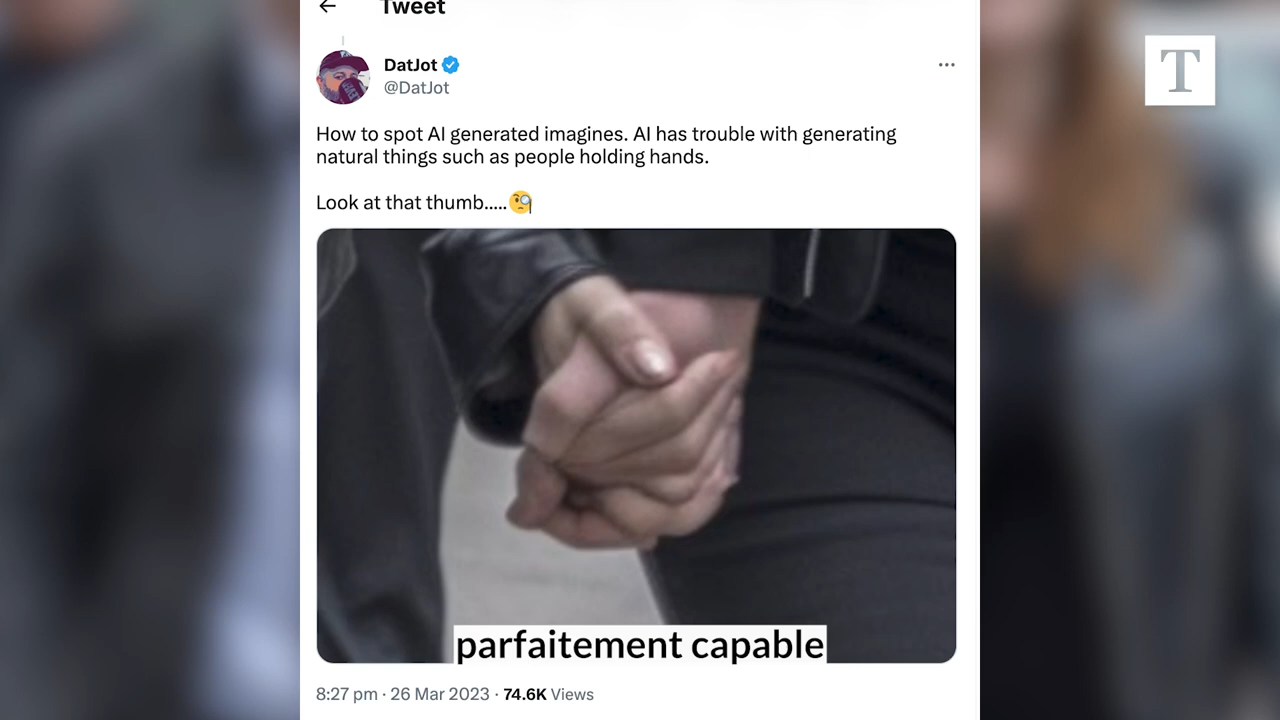 Tweet
T
DatJot
@DatJot
How to spot AI generated imagines. AI has trouble with generating
natural things such as people holding hands.
Look at that thumb.....🧐
parfaitement capable
8:27 pm · 26 Mar 2023 · 74.6K Views